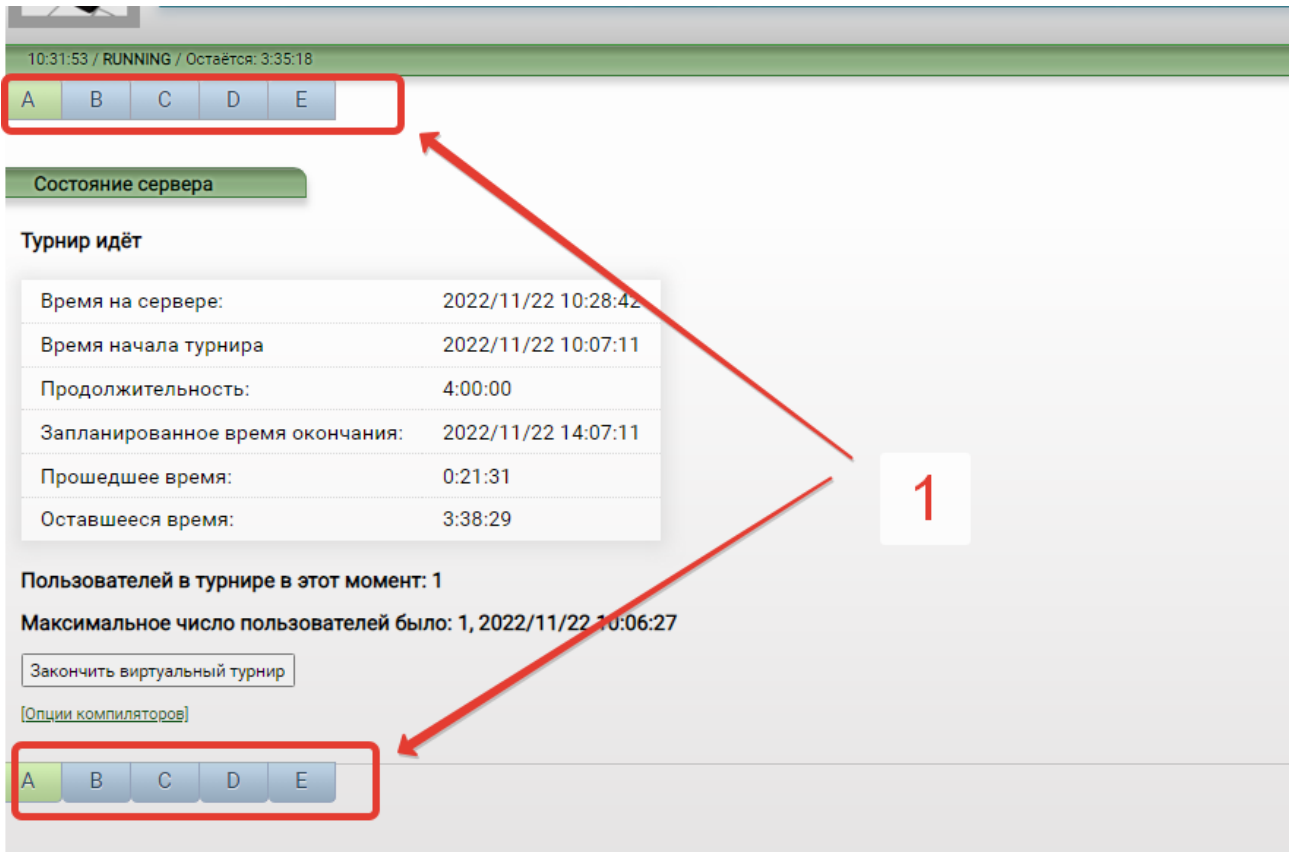 10:31:53 / RUNNING / Остаётся: 3:35:18
A B C D E
Состояние сервера
Турнир идёт
Время на сервере: 2022/11/22 10:28:42
Время начала турнира 2022/11/22 10:07:11
Продолжительность: 4:00:00
Запланированное время окончания: 2022/11/22 14:07:11
Прошедшее время: 0:21:31
1
Оставшееся время: 3:38:29
Пользователей в турнире в этот момент: 1
Максимальное число пользователей было: 1, 2022/11/22 10:06:27
Закончить виртуальный турнир
[Опции компиляторов]
A B C D E